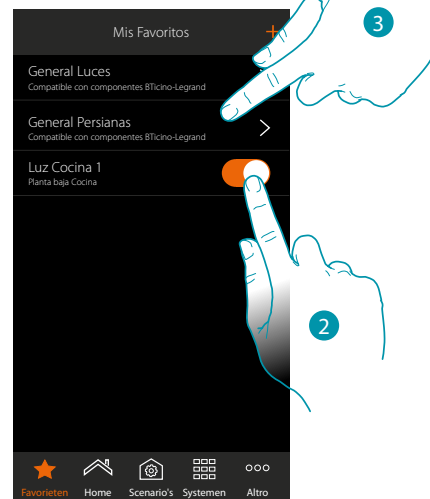 Mis Favoritos +
3
General Luces
Compatible con componentes BTicino-Legrand
General Persianas
Compatible con componentes BTicino-Legrand
Luz Cocina 1
Planta baja Cocina
2
Favorieten Home Scenario's Systemen Altro